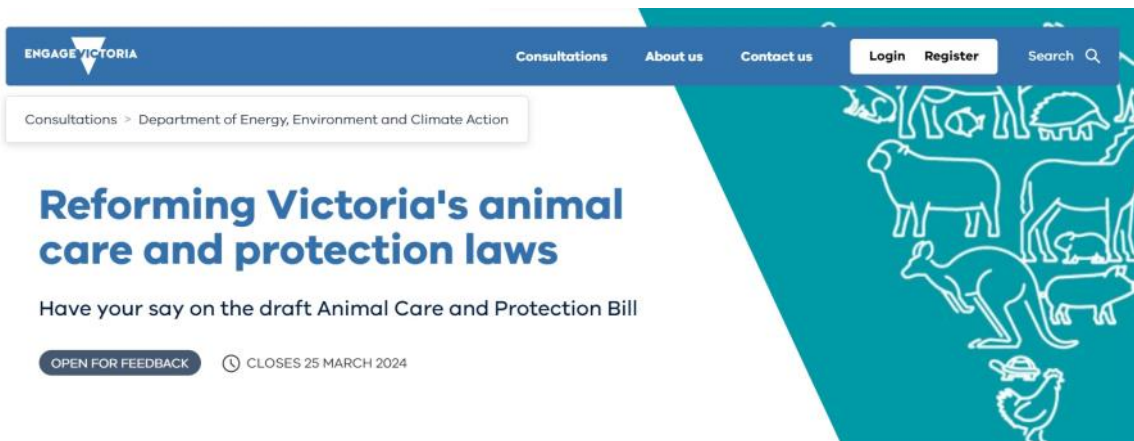 ENGAGE VICTORIA
Consultations About us Contact us Login Register Search
Consultations > Department of Energy, Environment and Climate Action
Reforming Victoria's animal
care and protection laws
Have your say on the draft Animal Care and Protection Bill
OPEN FOR FEEDBACK CLOSES 25 MARCH 2024